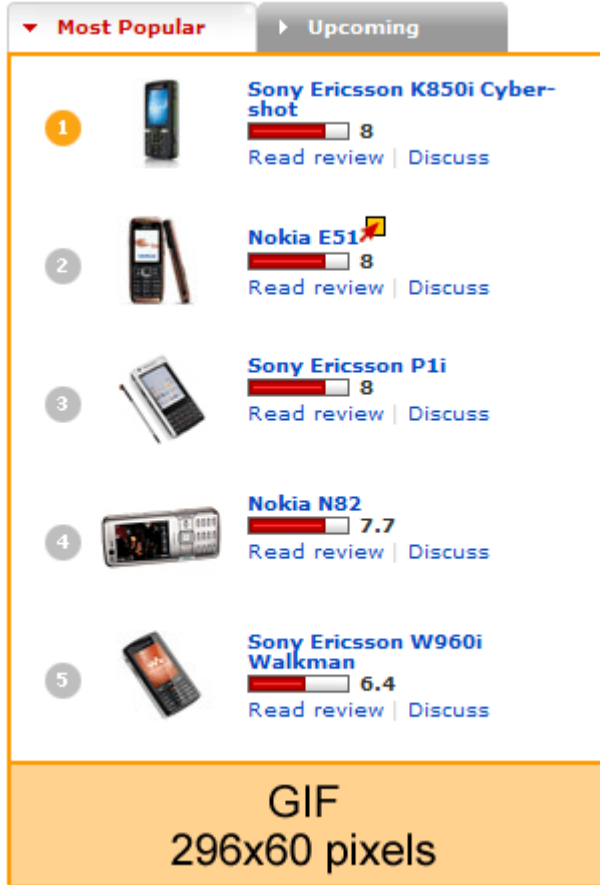 Most Popular
Upcoming
1
Sony Ericsson K850i Cyber-
shot
8
Read review | Discuss
2
Nokia E51
8
Read review | Discuss
3
Sony Ericsson P1i
8
Read review | Discuss
4
Nokia N82
7.7
Read review | Discuss
5
Sony Ericsson W960i
Walkman
6.4
Read review | Discuss
GIF
296x60 pixels